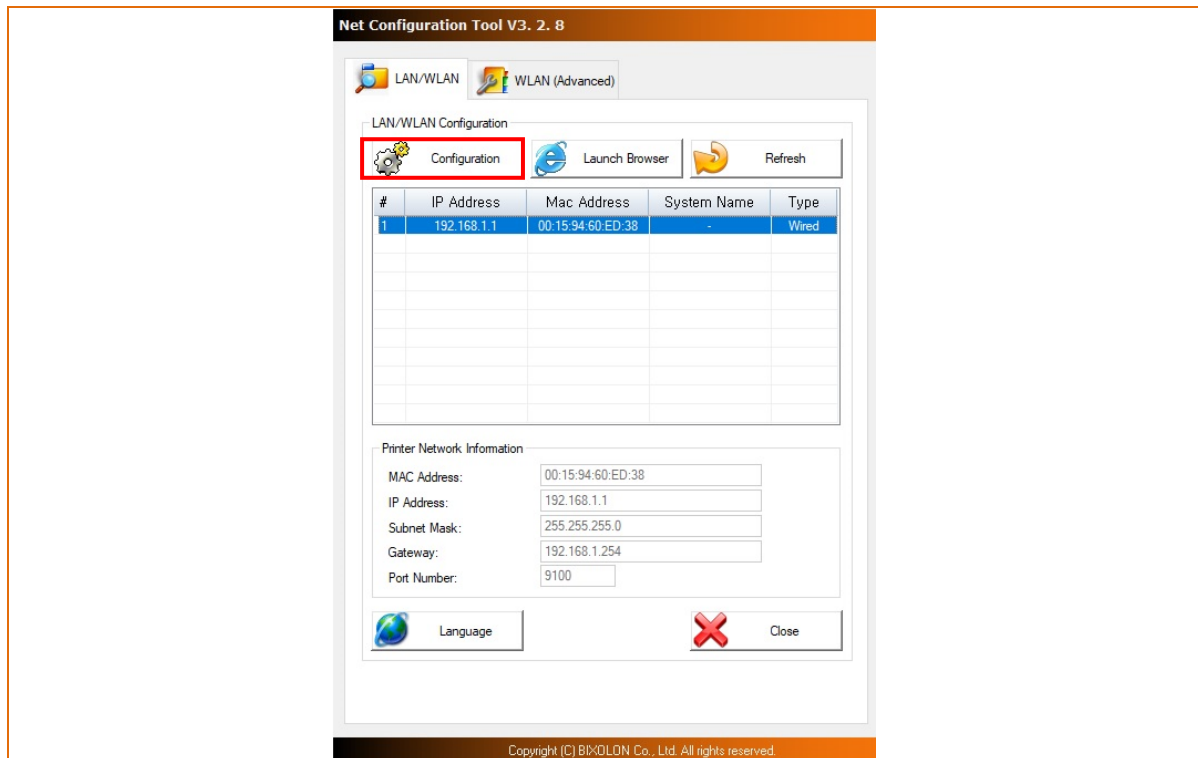 Net Configuration Tool V3. 2. 8
LAN/WLAN WLAN (Advanced)
LAN/WLAN Configuration
Configuration Launch Browser Refresh
# IP Address Mac Address System Name Type
1 192.168.1.1 00:15:94:60:ED:38 - Wired
Printer Network Information
MAC Address: 00:15:94:60:ED:38
IP Address: 192.168.1.1
Subnet Mask: 255.255.255.0
Gateway: 192.168.1.254
Port Number: 9100
Language Close
Copyright (C) BIXOLON Co., Ltd. All rights reserved.